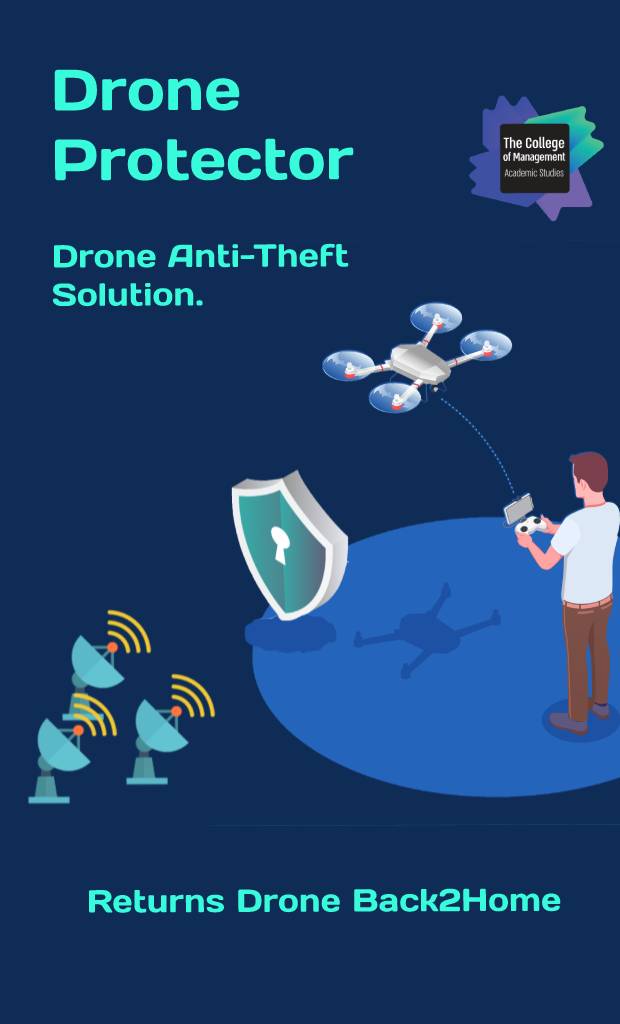 Drone
Protector
The College
of Management
Academic Studies
Drone Anti-Theft
Solution.
Returns Drone Back2Home